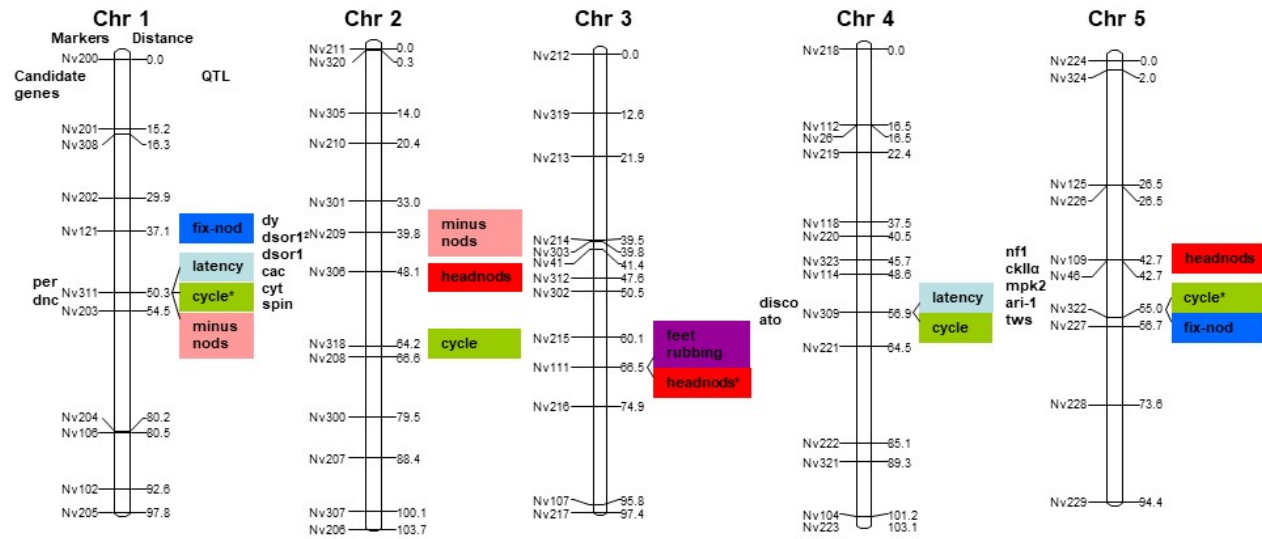 Chr 1
Markers Distance
Nv200 0.0
Candidate
genes
QTL
Nv201 15.2
Nv308 16.3
Nv202 29.9
Nv121 37.1
fix-nod
latency
per
dnc
Nv311 50.3
cycle*
Nv203 54.5
minus
nods
Nv204 80.2
Nv106 80.5
Nv102 92.6
Nv205 97.8
Chr 2
Nv211 0.0
Nv320 0.3
Nv305 14.0
Nv210 20.4
Nv301 33.0
Nv209 39.8
minus
nods
dy
dsor1²
dsor1
cac
cyt
spin
Nv306 48.1
headnods
Nv318 64.2
cycle
Nv208 66.6
Nv300 79.5
Nv207 88.4
Nv307 100.1
Nv206 103.7
Chr 3
Nv212 0.0
Nv319 12.6
Nv213 21.9
Nv214 39.5
Nv303 39.8
Nv41 41.4
Nv312 47.6
Nv302 50.5
Nv215 60.1
feet
rubbing
Nv111 66.5
headnods*
Nv216 74.9
Nv107 95.8
Nv217 97.4
Chr 4
Nv218 0.0
Nv112 16.5
Nv26 16.5
Nv219 22.4
Nv118 37.5
Nv220 40.5
Nv323 45.7
Nv114 48.6
disco
ato
latency
Nv309 56.9
cycle
Nv221 64.5
Nv222 85.1
Nv321 89.3
Nv104 101.2
Nv223 103.1
Chr 5
Nv224 0.0
Nv324 2.0
Nv125 26.5
Nv226 26.5
nf1
ckIIα
mpk2
ari-1
tws
Nv109 42.7
headnods
Nv46 42.7
cycle*
Nv322 55.0
Nv227 56.7
fix-nod
Nv228 73.6
Nv229 94.4